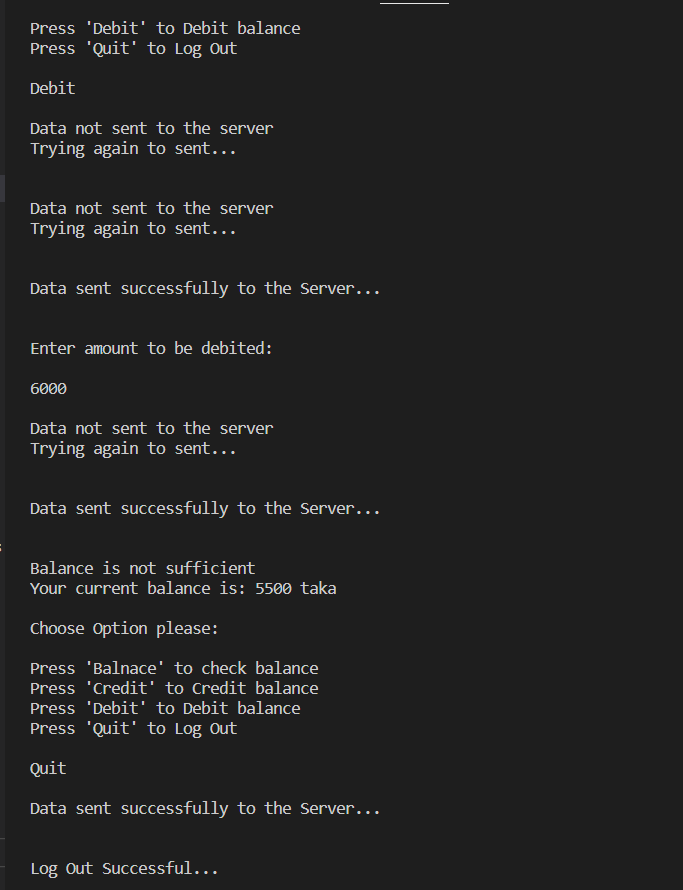 Press 'Debit' to Debit balance
Press 'Quit' to Log Out
Debit
Data not sent to the server
Trying again to sent...
Data not sent to the server
Trying again to sent...
Data sent successfully to the Server...
Enter amount to be debited:
6000
Data not sent to the server
Trying again to sent...
Data sent successfully to the Server...
Balance is not sufficient
Your current balance is: 5500 taka
Choose Option please:
Press 'Balnace' to check balance
Press 'Credit' to Credit balance
Press 'Debit' to Debit balance
Press 'Quit' to Log Out
Quit
Data sent successfully to the Server...
Log Out Successful...